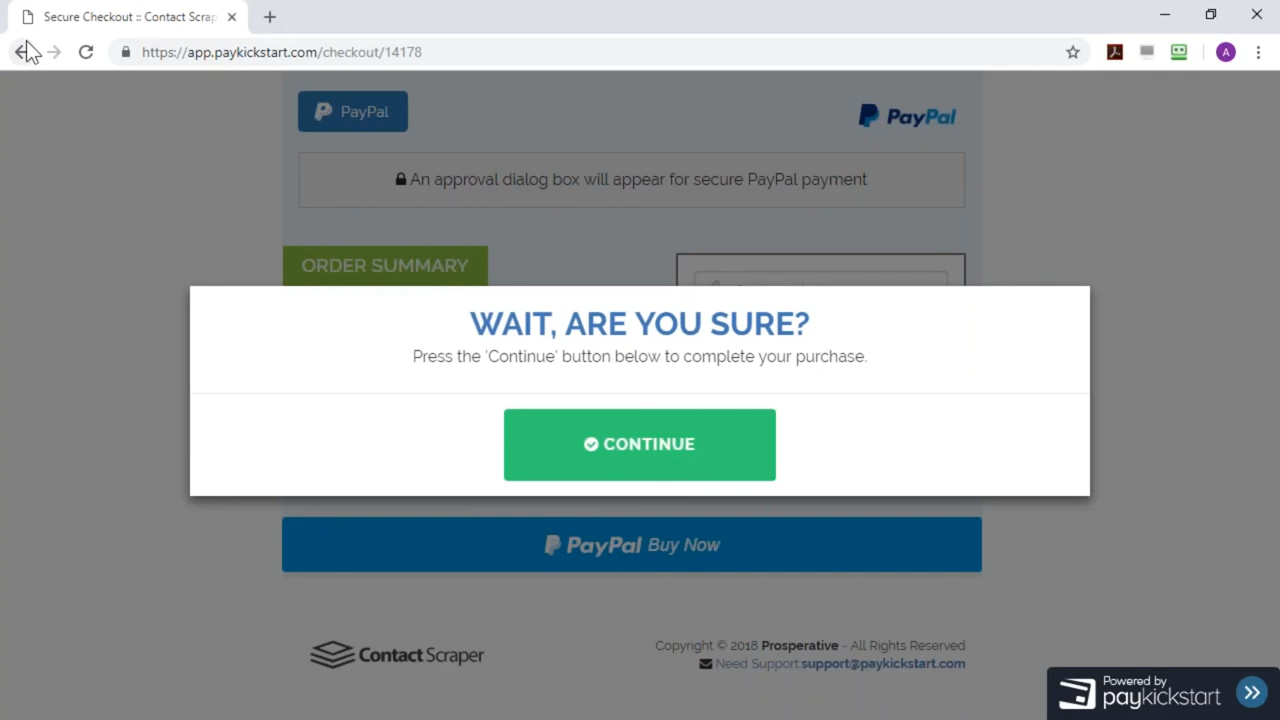 Secure Checkout :: Contact Scrap
https://app.paykickstart.com/checkout/14178
A
PayPal
PayPal
An approval dialog box will appear for secure PayPal payment
ORDER SUMMARY
WAIT, ARE YOU SURE?
Press the 'Continue' button below to complete your purchase.
CONTINUE
PayPal Buy Now
Contact Scraper
Copyright © 2018 Prosperative - All Rights Reserved
Need Support:support@paykickstart.com
Powered by
paykickstart